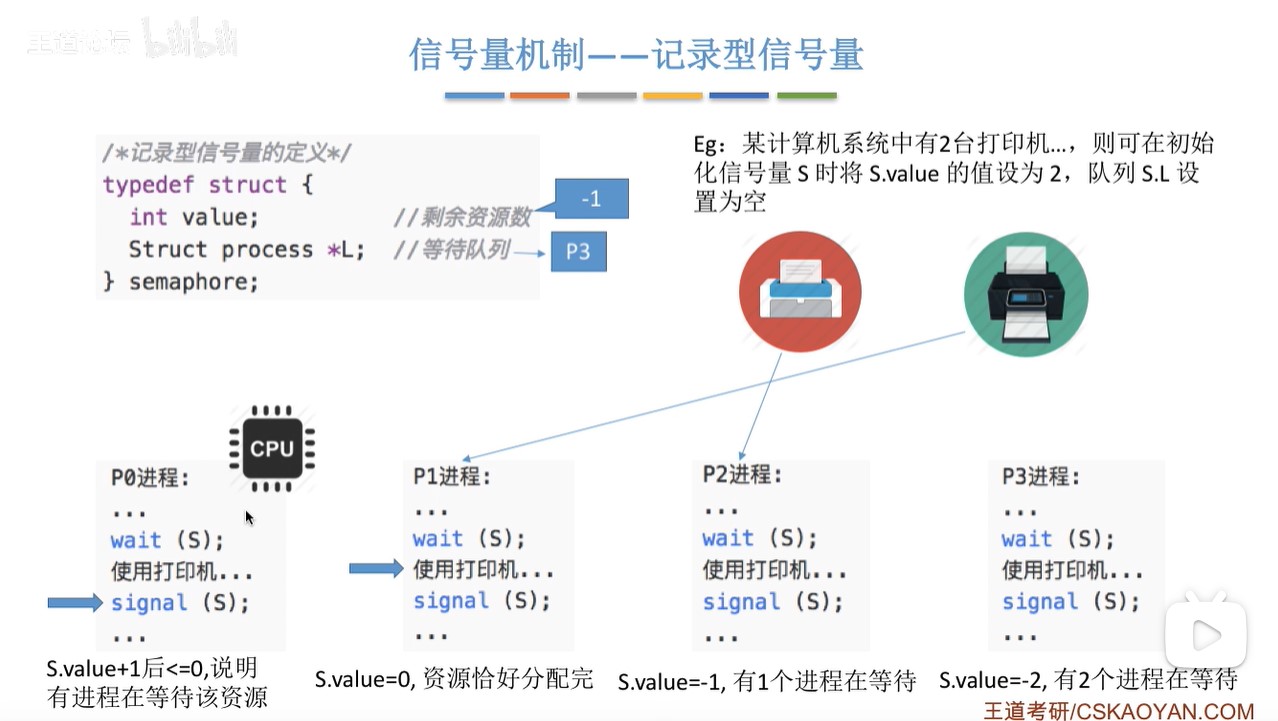 王道论坛 bilibili
信号量机制——记录型信号量
/*记录型信号量的定义*/
typedef struct {
int value; //剩余资源数
Struct process *L; //等待队列
} semaphore;
-1
P3
Eg：某计算机系统中有2台打印机...，则可在初始
化信号量 S 时将 S.value 的值设为 2，队列 S.L 设
置为空
CPU
P0进程:
...
wait (S);
使用打印机...
signal (S);
...
S.value+1后<=0,说明
有进程在等待该资源
P1进程:
...
wait (S);
使用打印机...
signal (S);
...
S.value=0, 资源恰好分配完
P2进程:
...
wait (S);
使用打印机...
signal (S);
...
S.value=-1, 有1个进程在等待
P3进程:
...
wait (S);
使用打印机...
signal (S);
...
S.value=-2, 有2个进程在等待
王道考研/CSKAOYAN.COM